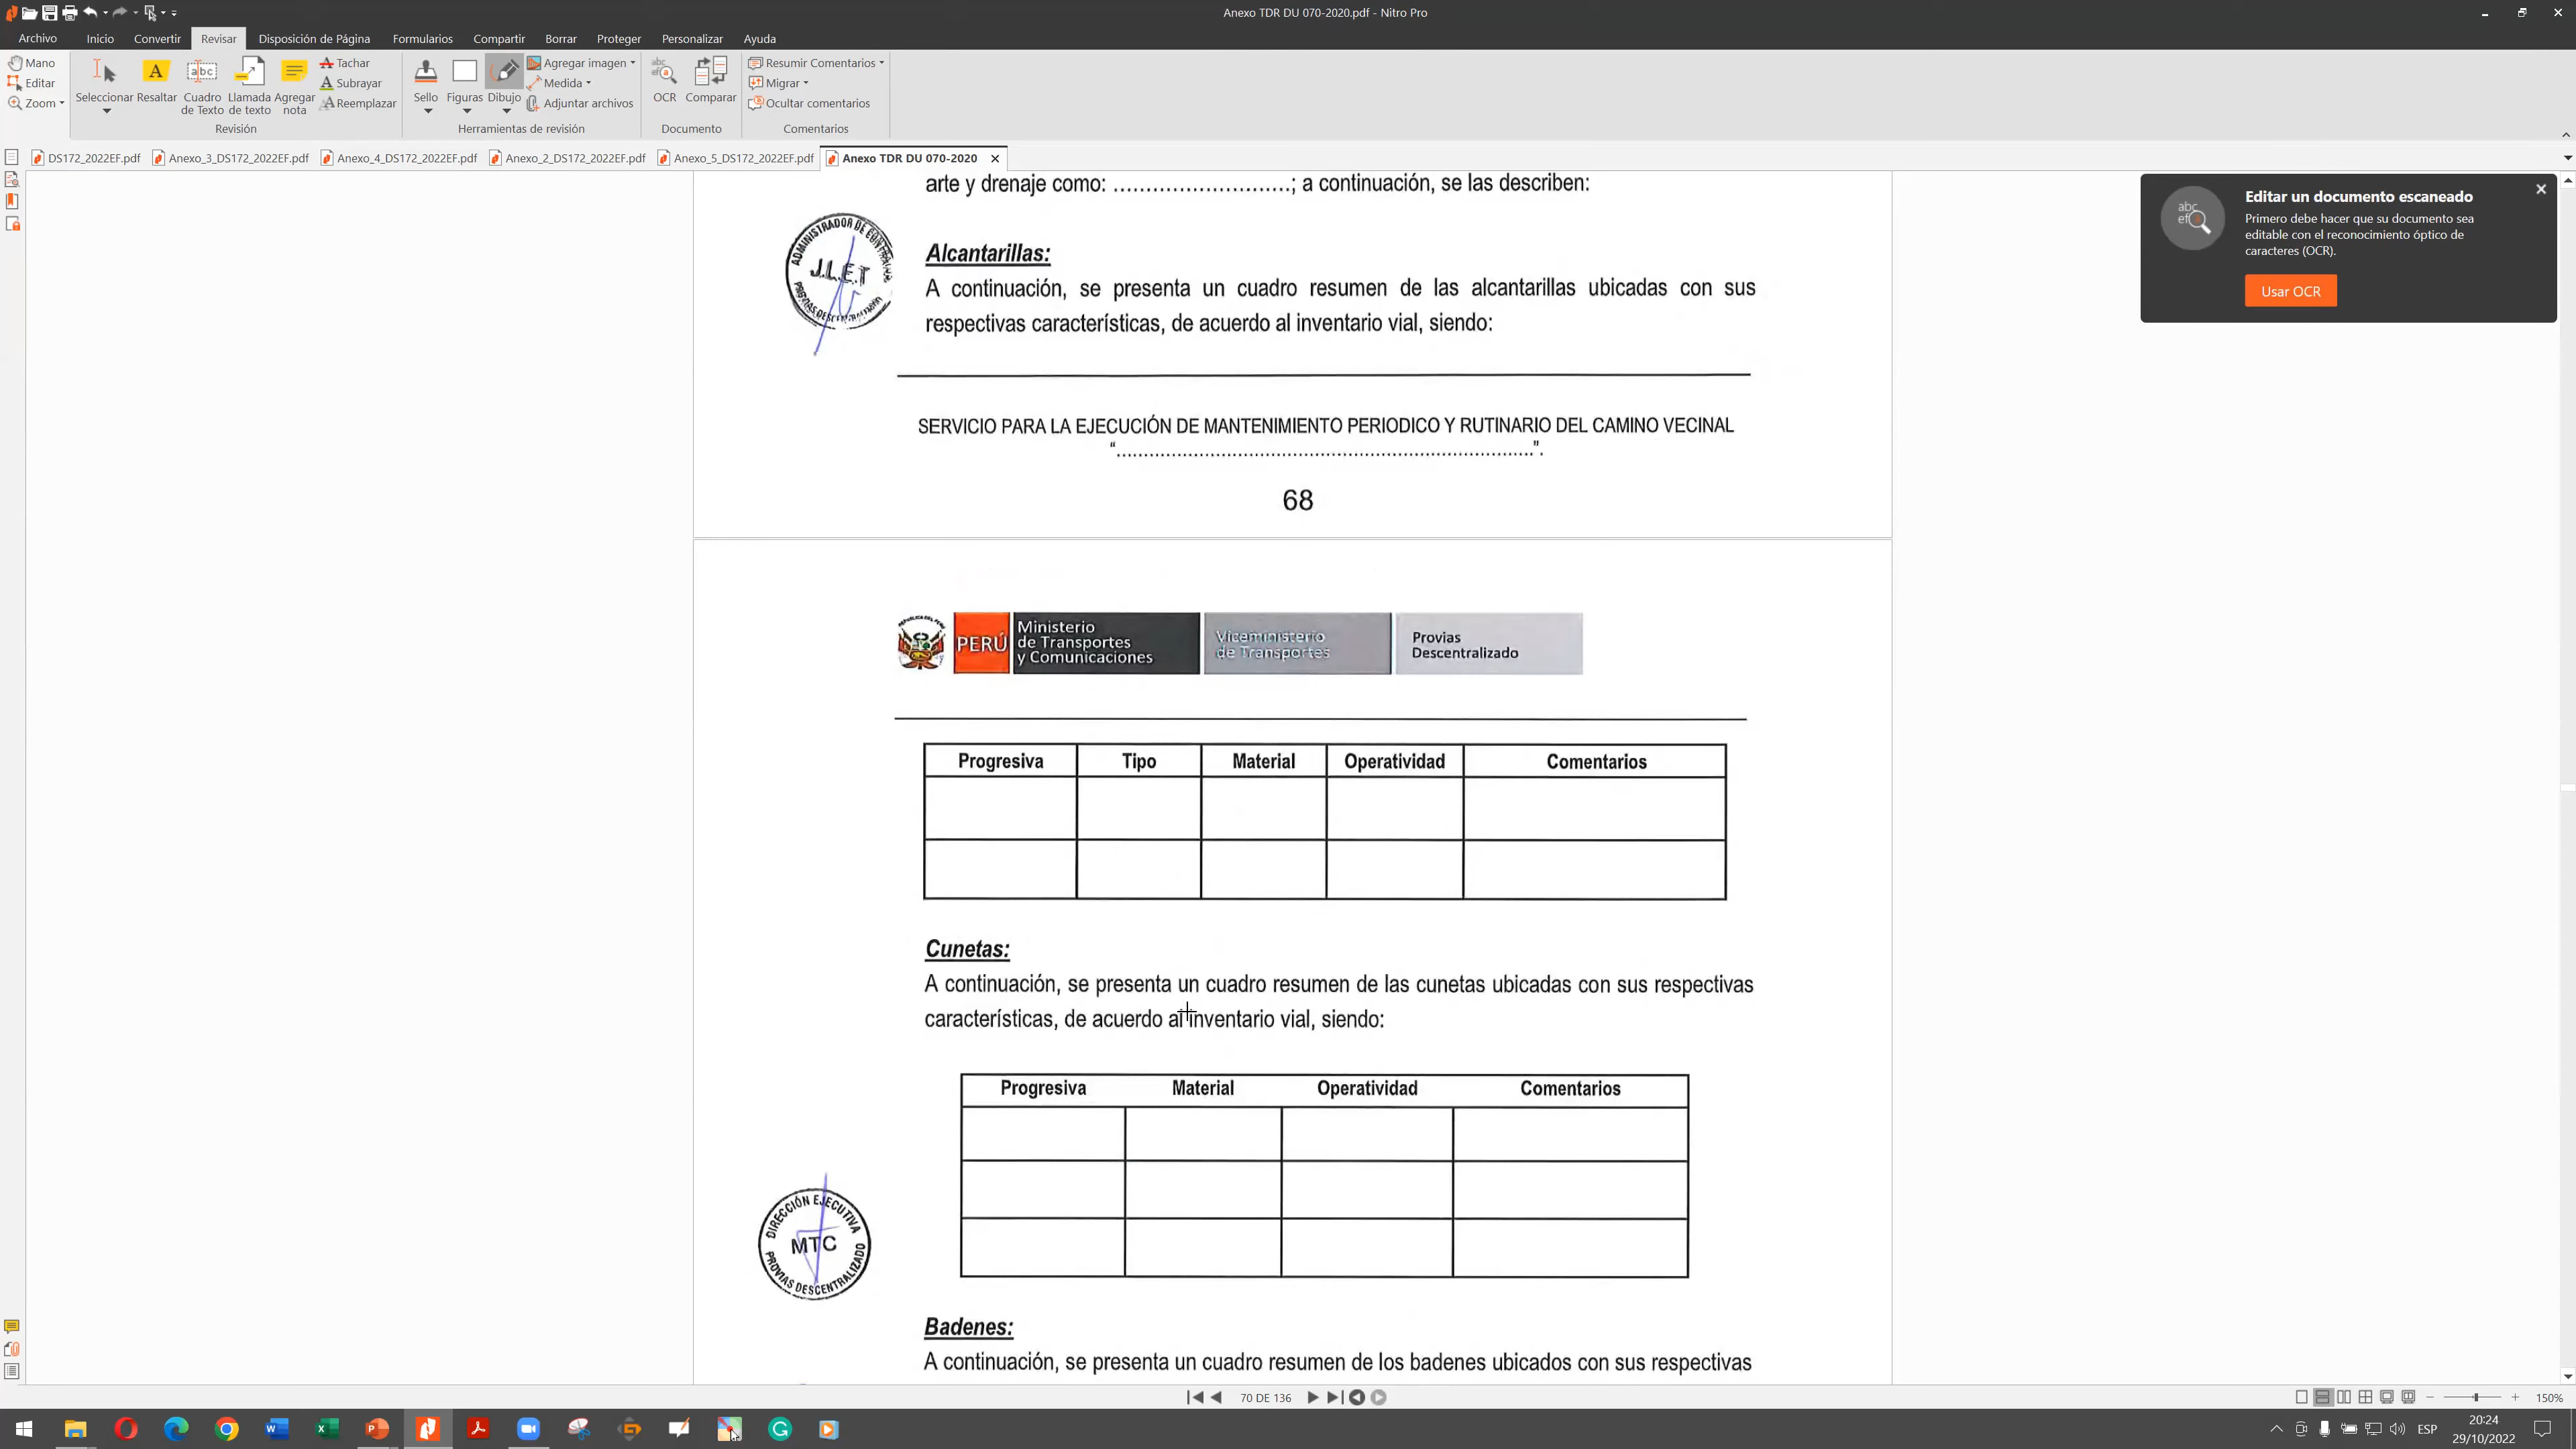 Anexo TDR DU 070-2020.pdf - Nitro Pro
Archivo Inicio Convertir Revisar Disposición de Página Formularios Compartir Borrar Proteger Personalizar Ayuda
Mano
Editar
Zoom
Seleccionar Resaltar Cuadro de Texto Llamada de texto Agregar nota
Tachar
Subrayar
Reemplazar
Revisión
Sello Figuras Dibujo
Agregar imagen
Medida
Adjuntar archivos
Herramientas de revisión
OCR Comparar
Documento
Resumir Comentarios
Migrar
Ocultar comentarios
Comentarios
DS172_2022EF.pdf Anexo_3_DS172_2022EF.pdf Anexo_4_DS172_2022EF.pdf Anexo_2_DS172_2022EF.pdf Anexo_5_DS172_2022EF.pdf Anexo TDR DU 070-2020
Editar un documento escaneado
Primero debe hacer que su documento sea
editable con el reconocimiento óptico de
caracteres (OCR).
Usar OCR
arte y drenaje como: ...........................; a continuación, se las describen:
J.L.E.T
Alcantarillas:
A continuación, se presenta un cuadro resumen de las alcantarillas ubicadas con sus
respectivas características, de acuerdo al inventario vial, siendo:
SERVICIO PARA LA EJECUCIÓN DE MANTENIMIENTO PERIODICO Y RUTINARIO DEL CAMINO VECINAL
“...............................................................................”.
68
PERÚ
Ministerio
de Transportes
y Comunicaciones
Viceministerio
de Transportes
Provias
Descentralizado
Progresiva Tipo Material Operatividad Comentarios
Cunetas:
A continuación, se presenta un cuadro resumen de las cunetas ubicadas con sus respectivas
características, de acuerdo al inventario vial, siendo:
Progresiva Material Operatividad Comentarios
DIRECCIÓN EJECUTIVA
MTC
PROVIAS DESCENTRALIZADO
Badenes:
A continuación, se presenta un cuadro resumen de los badenes ubicados con sus respectivas
70 DE 136
150%
ESP
20:24
29/10/2022